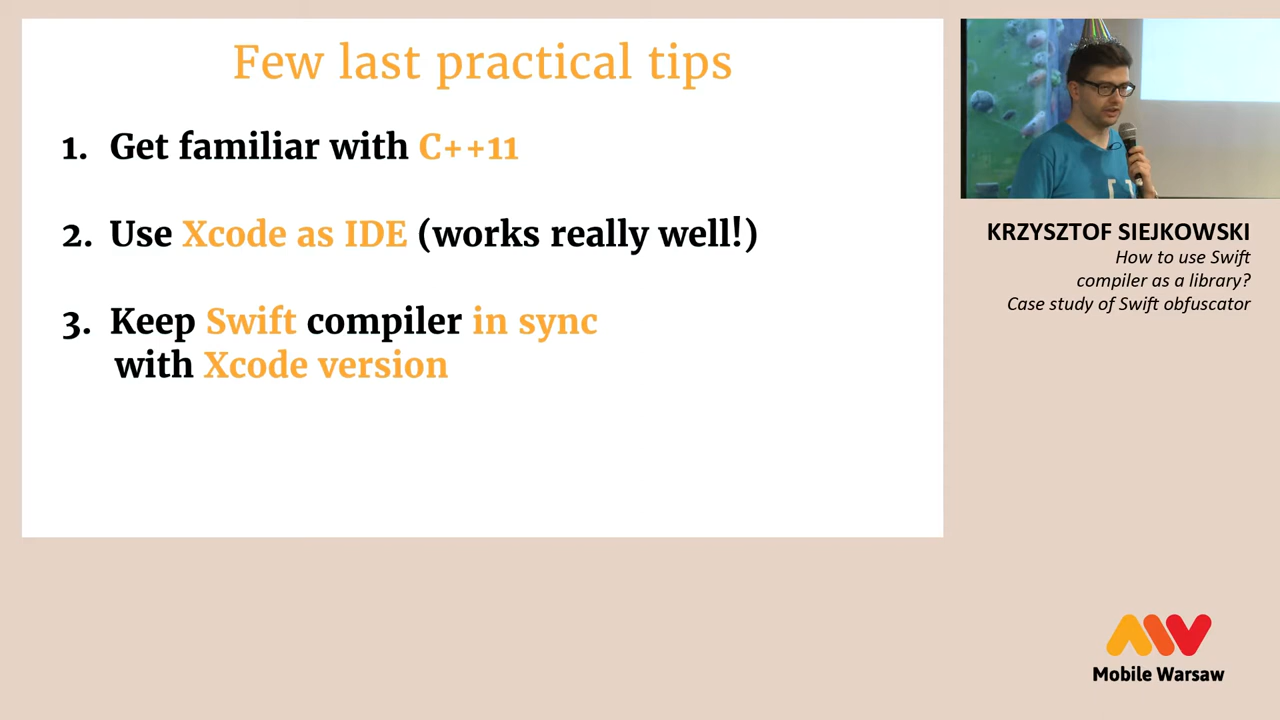 Few last practical tips
1. Get familiar with C++11
2. Use Xcode as IDE (works really well!)
3. Keep Swift compiler in sync
with Xcode version
KRZYSZTOF SIEJKOWSKI
How to use Swift
compiler as a library?
Case study of Swift obfuscator
Mobile Warsaw